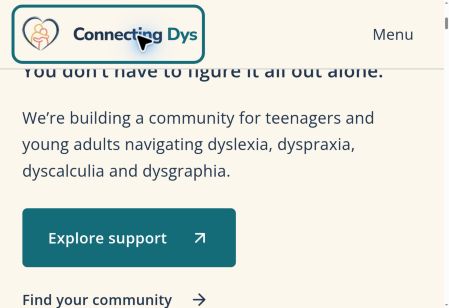 Connecting Dys
Menu
You don't have to figure it all out alone.
We're building a community for teenagers and
young adults navigating dyslexia, dyspraxia,
dyscalculia and dysgraphia.
Explore support
Find your community